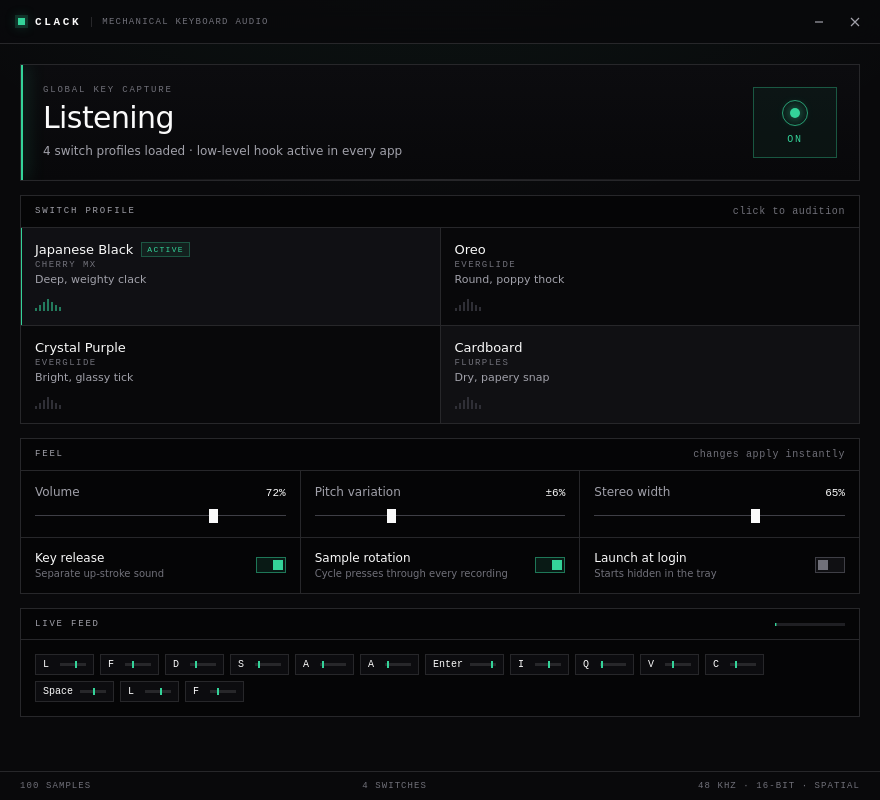 CLACK | MECHANICAL KEYBOARD AUDIO
GLOBAL KEY CAPTURE
Listening
4 switch profiles loaded · low-level hook active in every app
ON
SWITCH PROFILE click to audition
Japanese Black ACTIVE
CHERRY MX
Deep, weighty clack
Oreo
EVERGLIDE
Round, poppy thock
Crystal Purple
EVERGLIDE
Bright, glassy tick
Cardboard
FLURPLES
Dry, papery snap
FEEL changes apply instantly
Volume 72%
Pitch variation ±6%
Stereo width 65%
Key release
Separate up-stroke sound
Sample rotation
Cycle presses through every recording
Launch at login
Starts hidden in the tray
LIVE FEED
L F D S A A Enter I Q V C
Space L F
100 SAMPLES 4 SWITCHES 48 KHZ · 16-BIT · SPATIAL